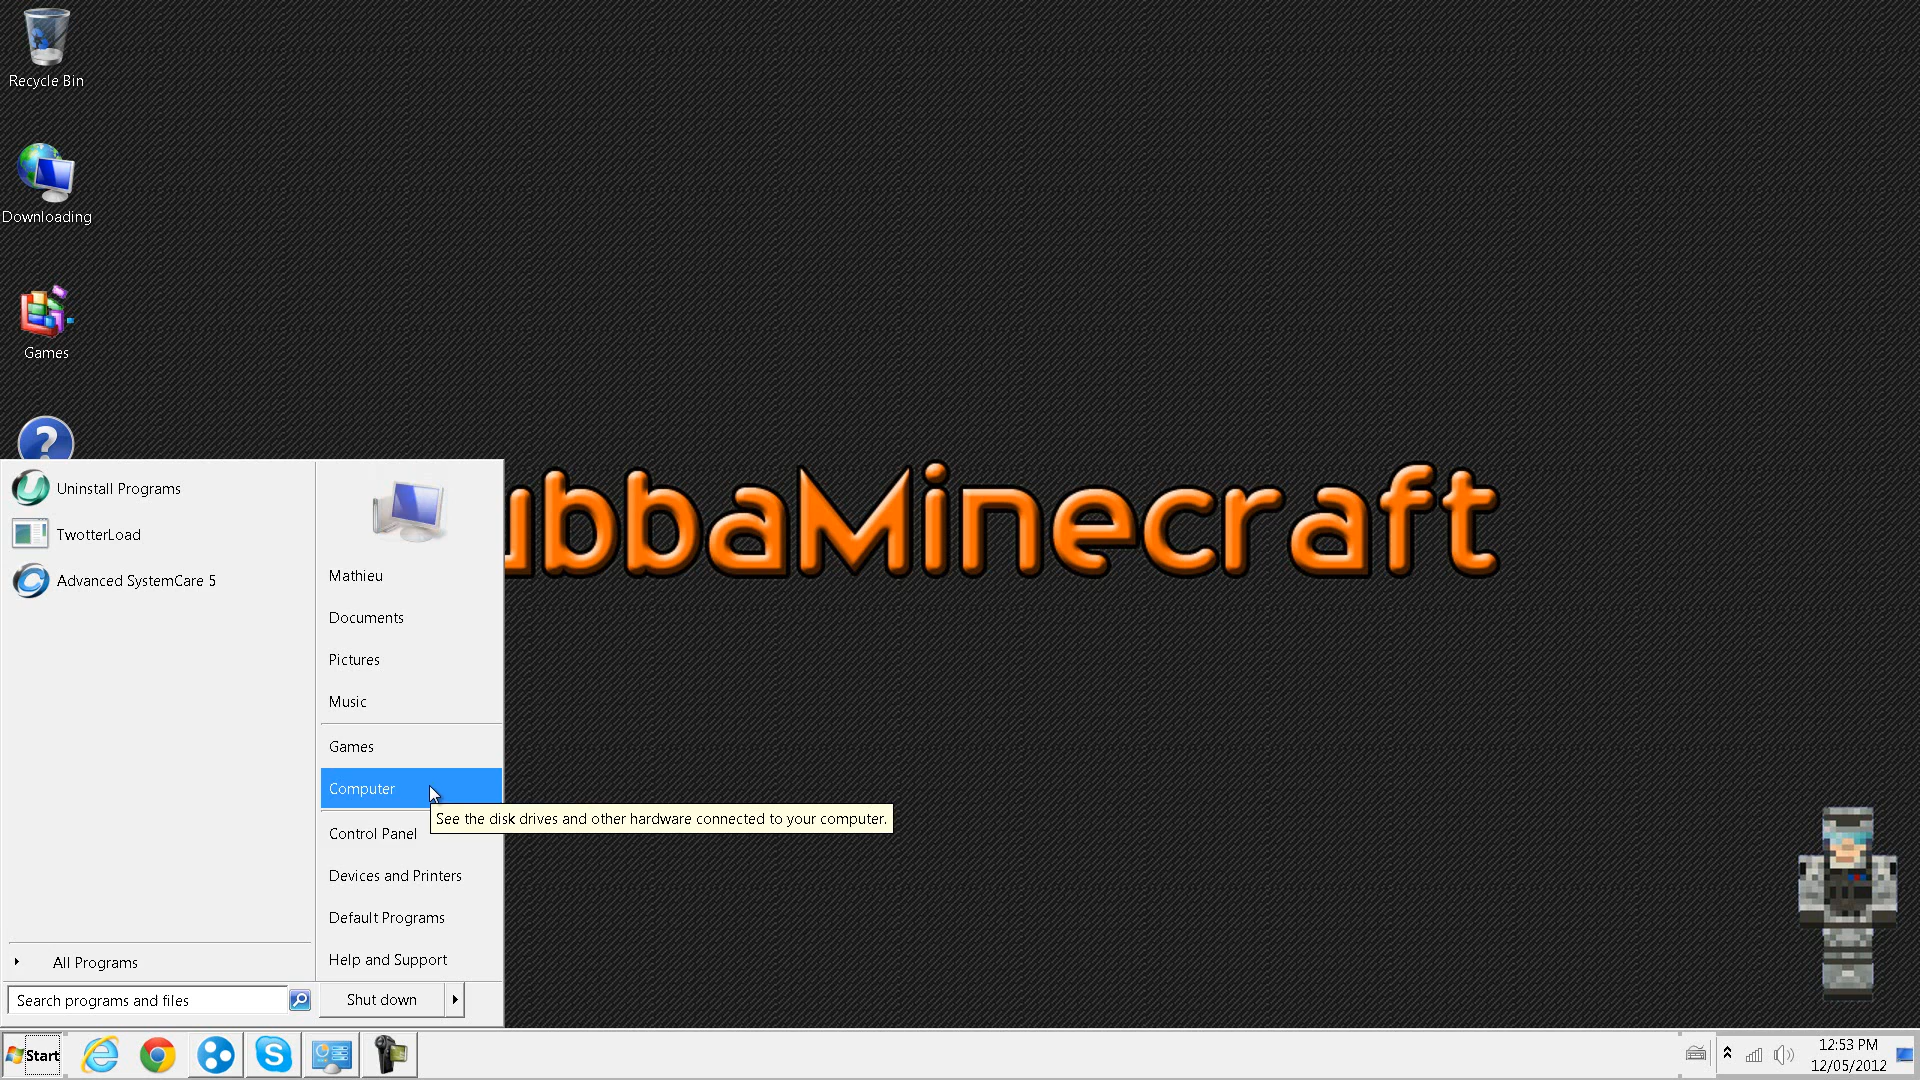 Recycle Bin
Downloading
Games
ubbaMinecraft
Uninstall Programs
TwotterLoad
Advanced SystemCare 5
All Programs
Search programs and files
Mathieu
Documents
Pictures
Music
Games
Computer
See the disk drives and other hardware connected to your computer.
Control Panel
Devices and Printers
Default Programs
Help and Support
Shut down
Start
12:53 PM
12/05/2012